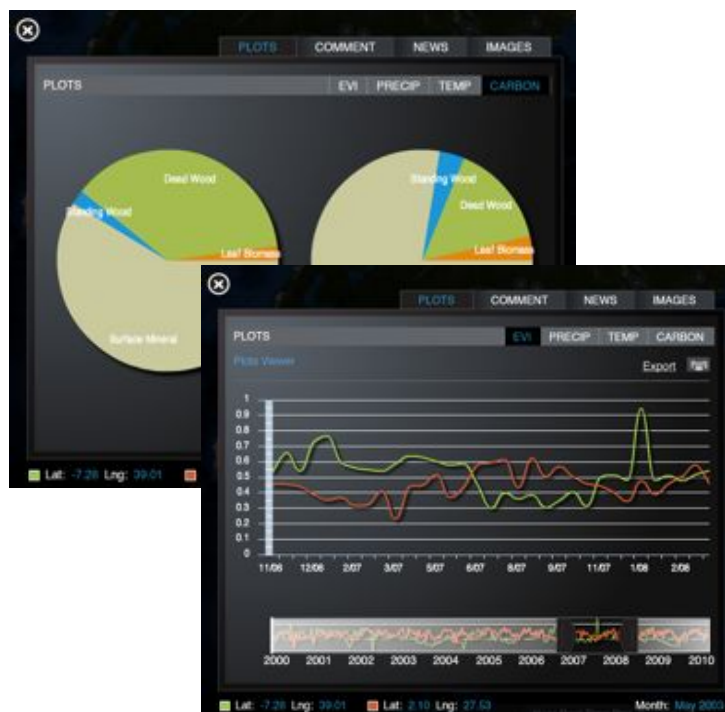 PLOTS COMMENT NEWS IMAGES
PLOTS EVI PRECIP TEMP CARBON
Dead Wood
Standing Wood
Leaf Biomass
Surface Mineral
Standing Wood
Dead Wood
Leaf Biomass
Lat: -7.28 Lng: 39.01
PLOTS COMMENT NEWS IMAGES
PLOTS EVI PRECIP TEMP CARBON
Plots Viewer
Export
1
0.9
0.8
0.7
0.6
0.5
0.4
0.3
0.2
0.1
0
11/06 12/06 2/07 3/07 5/07 6/07 8/07 9/07 11/07 1/08 2/08
2000 2001 2002 2003 2004 2005 2006 2007 2008 2009 2010
Lat: -7.28 Lng: 39.01 Lat: 2.10 Lng: 27.53 Month: May 2003